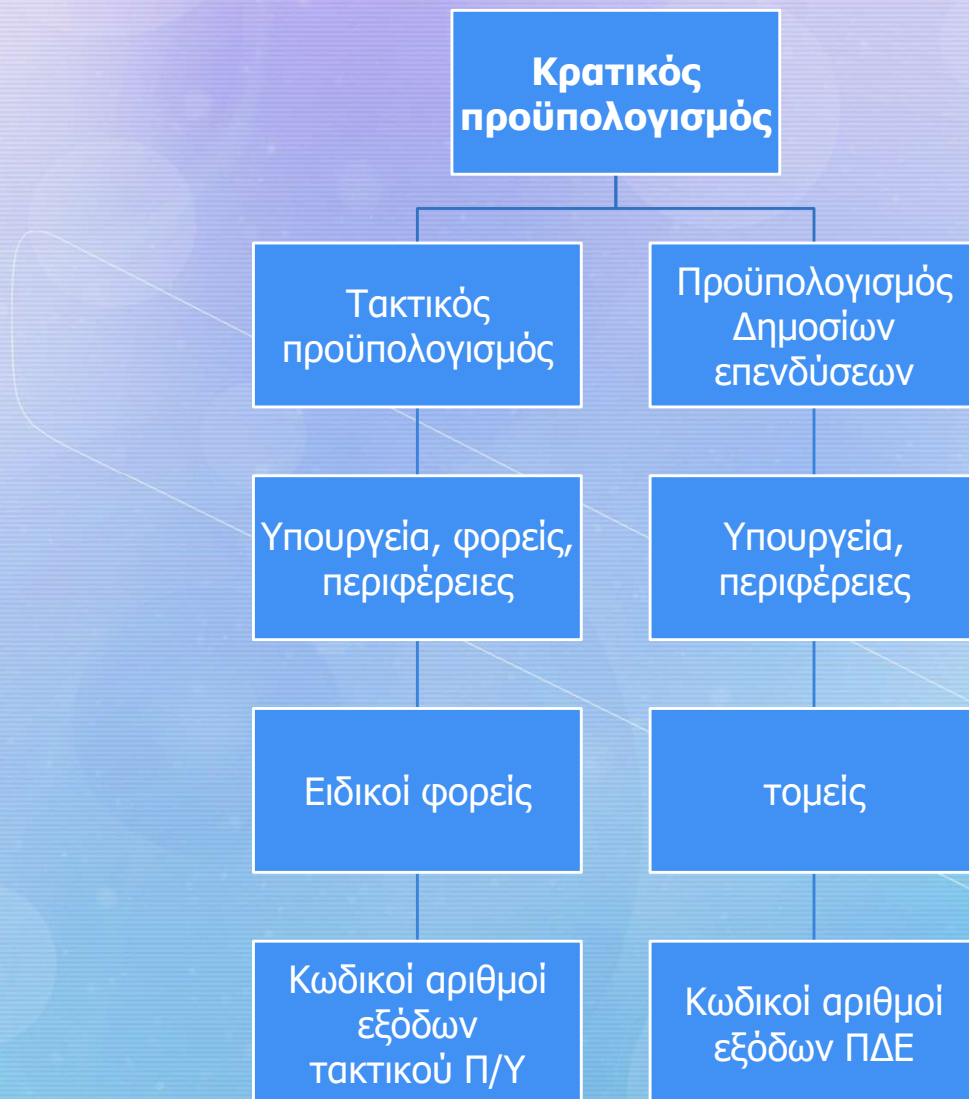 Κρατικός
προϋπολογισμός
Τακτικός
προϋπολογισμός
Προϋπολογισμός
Δημοσίων
επενδύσεων
Υπουργεία, φορείς,
περιφέρειες
Υπουργεία,
περιφέρειες
Ειδικοί φορείς
τομείς
Κωδικοί αριθμοί
εξόδων
τακτικού Π/Υ
Κωδικοί αριθμοί
εξόδων ΠΔΕ